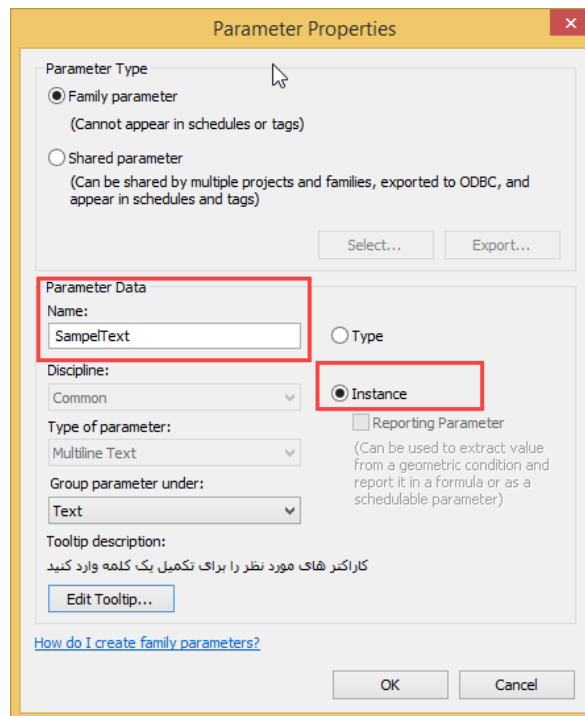 Parameter Properties
Parameter Type
Family parameter
(Cannot appear in schedules or tags)
Shared parameter
(Can be shared by multiple projects and families, exported to ODBC, and
appear in schedules and tags)
Select...
Export...
Parameter Data
Name:
SampelText
Type
Discipline:
Common
Instance
Reporting Parameter
Type of parameter:
Multiline Text
(Can be used to extract value
from a geometric condition and
report it in a formula or as a
schedulable parameter)
Group parameter under:
Text
Tooltip description:
کاراکتر های مورد نظر را برای تکمیل یک کلمه وارد کنید
Edit Tooltip...
How do I create family parameters?
OK
Cancel